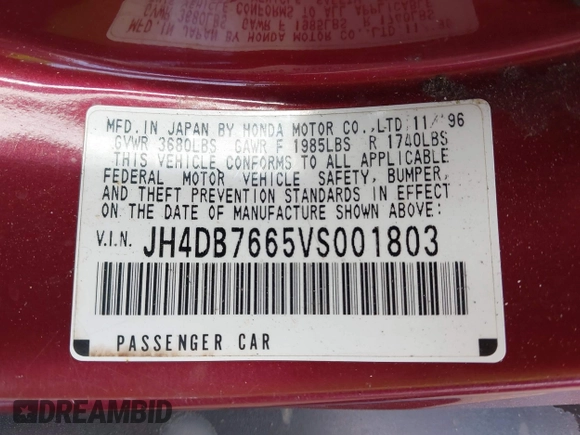 MFD.IN JAPAN BY HONDA MOTOR CO.,LTD 11/96
GVWR 3680LBS GAWR F 1985LBS R 1740LBS
THIS VEHICLE CONFORMS TO ALL APPLICABLE
FEDERAL MOTOR VEHICLE SAFETY, BUMPER,
AND THEFT PREVENTION STANDARDS IN EFFECT
ON THE DATE OF MANUFACTURE SHOWN ABOVE:
V.I.N. JH4DB7665VS001803
PASSENGER CAR
DREAMBID